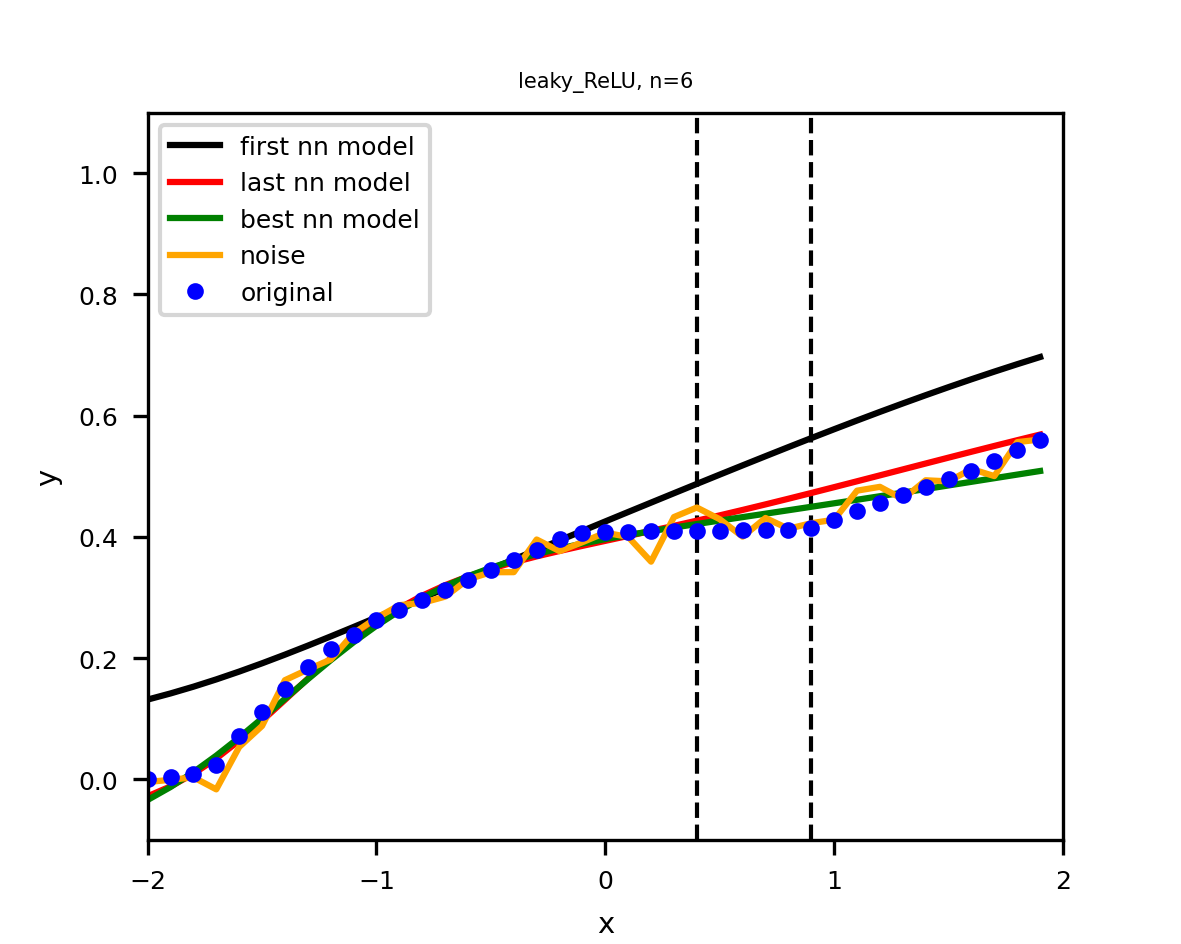 leaky_ReLU, n=6
first nn model
last nn model
best nn model
noise
original
1.0
0.8
0.6
0.4
0.2
0.0
y
−2 −1 0 1 2
x